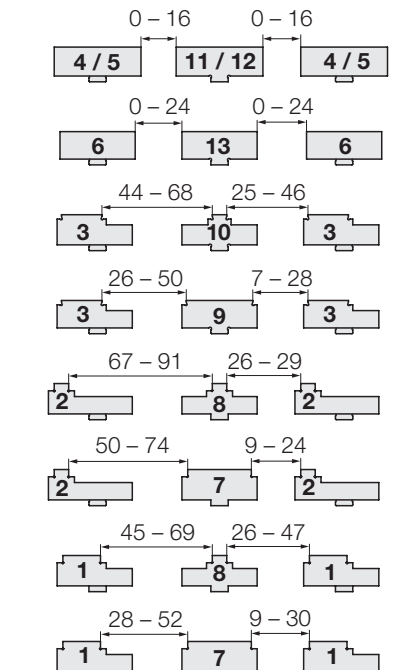 0 – 16 0 – 16
4 / 5 11 / 12 4 / 5
0 – 24 0 – 24
6 13 6
44 – 68 25 – 46
3 10 3
26 – 50 7 – 28
3 9 3
67 – 91 26 – 29
2 8 2
50 – 74 9 – 24
2 7 2
45 – 69 26 – 47
1 8 1
28 – 52 9 – 30
1 7 1